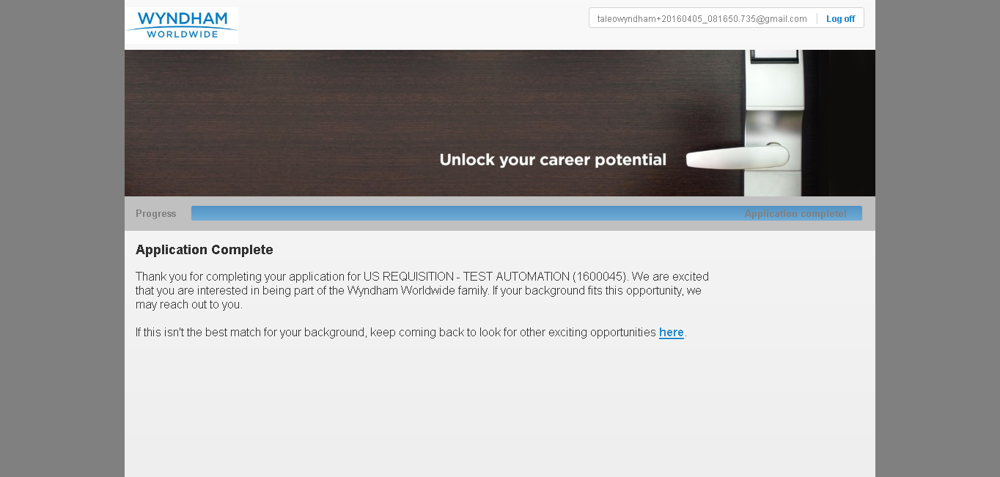 WYNDHAM
WORLDWIDE
taleowyndham+20160405_081650.735@gmail.com Log off
Unlock your career potential
Progress Application complete!
Application Complete
Thank you for completing your application for US REQUISITION - TEST AUTOMATION (1600045). We are excited
that you are interested in being part of the Wyndham Worldwide family. If your background fits this opportunity, we
may reach out to you.
If this isn't the best match for your background, keep coming back to look for other exciting opportunities here.